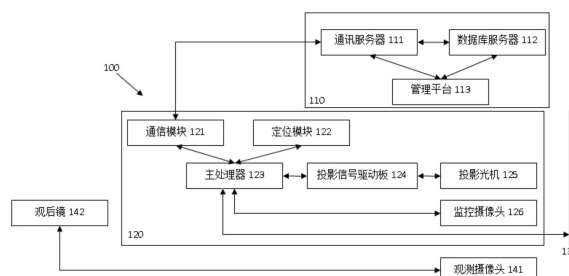 通讯服务器 111
数据库服务器 112
管理平台 113
110
100
通信模块 121
定位模块 122
主处理器 123
投影信号驱动板 124
投影光机 125
监控摄像头 126
120
观后镜 142
观测摄像头 141